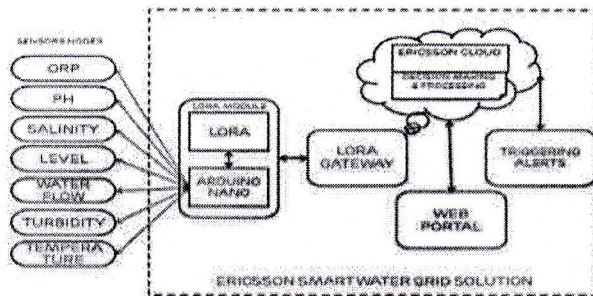 SENSORS NODES
ORP
PH
SALINITY
LEVEL
WATER
FLOW
TURBIDITY
TEMPERA
TURE
LORA MODULE
LORA
ARDUINO
NANO
LORA
GATEWAY
ERICSSON CLOUD
DECISION MAKING
& PROCESSING
WEB
PORTAL
TRIGGERING
ALERTS
ERICSSON SMART WATER GRID SOLUTION